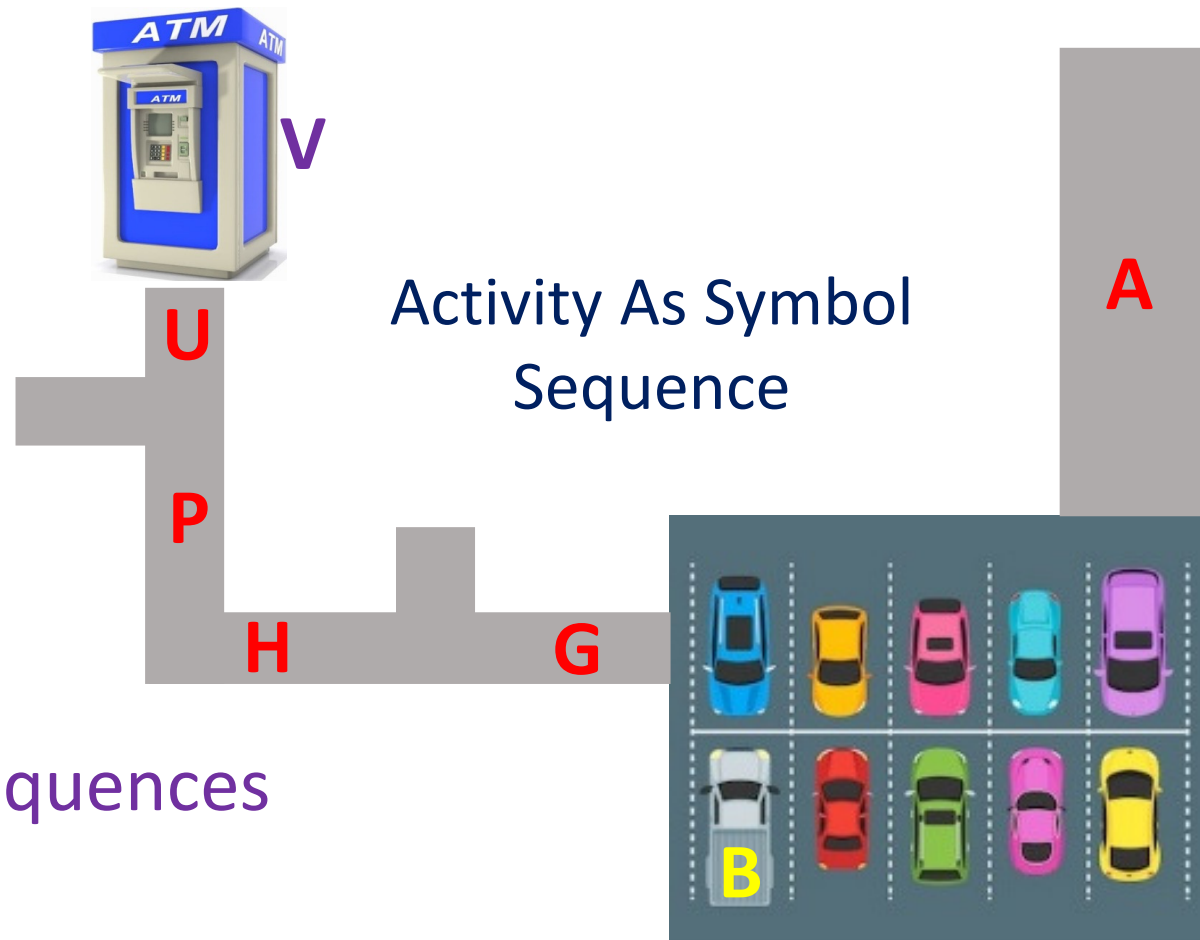 ATM
ATM
ATM
V
A
Activity As Symbol
Sequence
U
P
H
G
quences
B